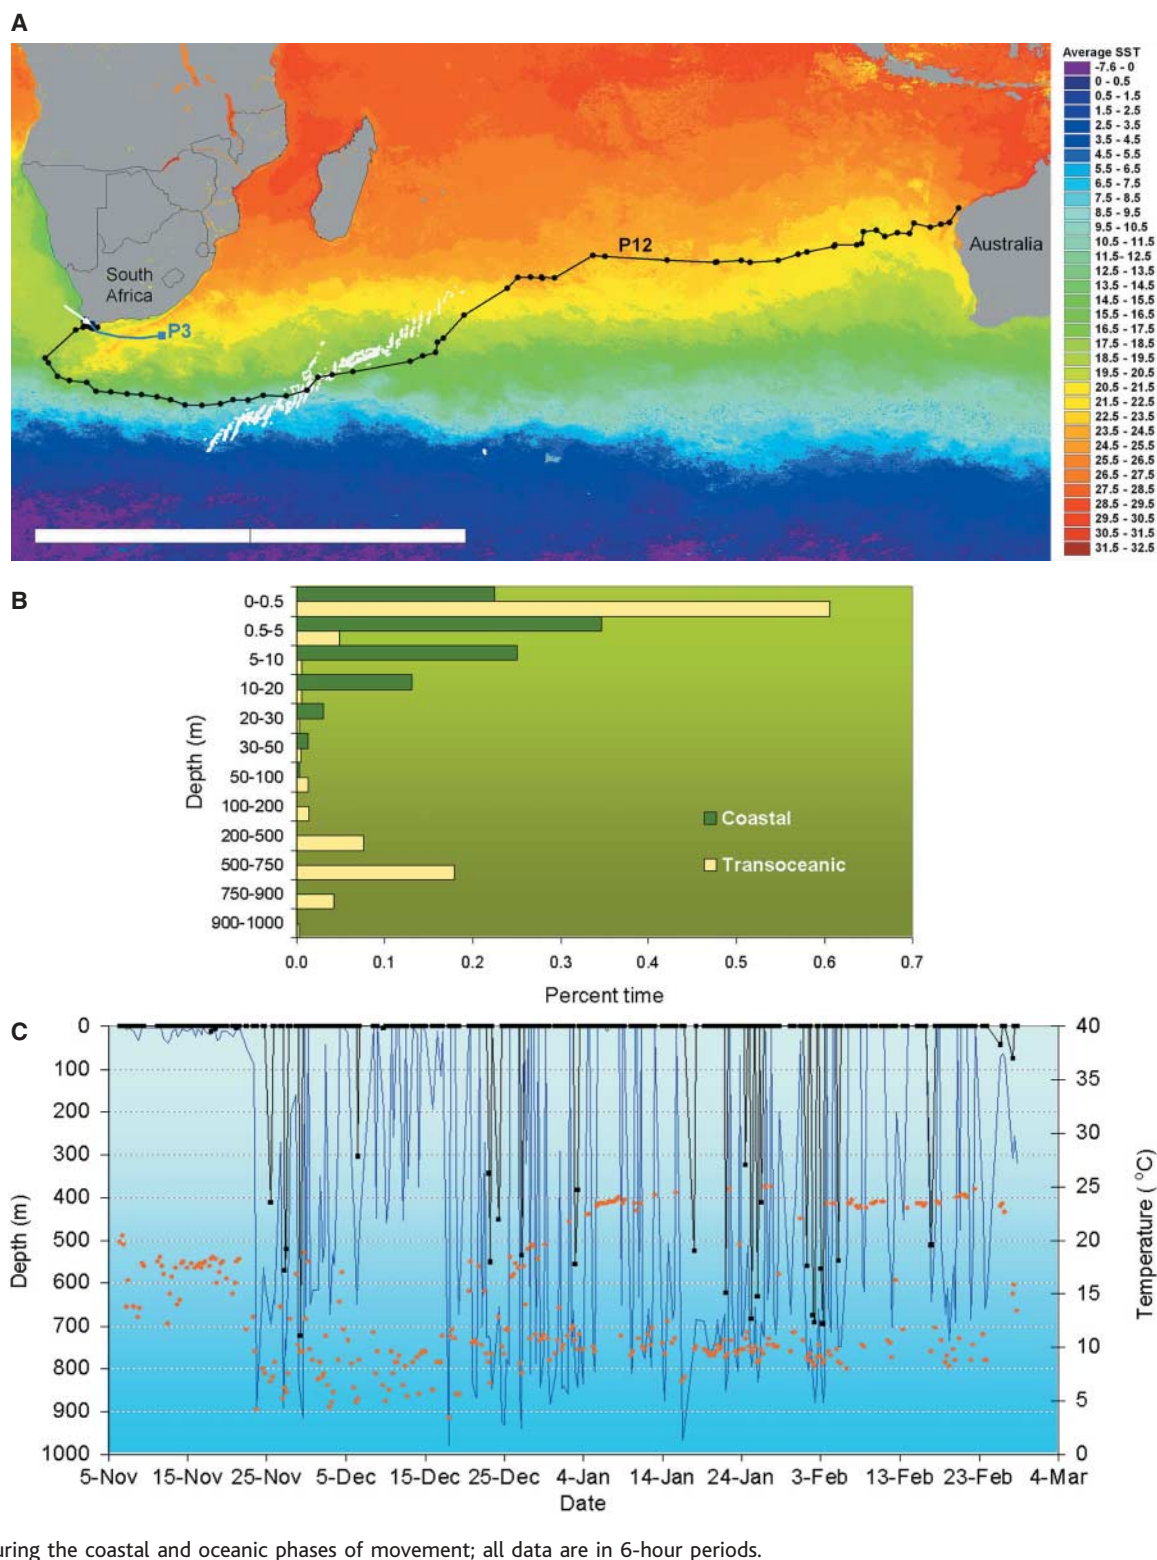 A
Average SST
-7.6 - 0
0 - 0.5
0.5 - 1.5
1.5 - 2.5
2.5 - 3.5
3.5 - 4.5
4.5 - 5.5
5.5 - 6.5
6.5 - 7.5
7.5 - 8.5
8.5 - 9.5
9.5 - 10.5
10.5 - 11.5
11.5 - 12.5
12.5 - 13.5
13.5 - 14.5
14.5 - 15.5
15.5 - 16.5
16.5 - 17.5
17.5 - 18.5
18.5 - 19.5
19.5 - 20.5
20.5 - 21.5
21.5 - 22.5
22.5 - 23.5
23.5 - 24.5
24.5 - 25.5
25.5 - 26.5
26.5 - 27.5
27.5 - 28.5
28.5 - 29.5
29.5 - 30.5
30.5 - 31.5
31.5 - 32.5
P12
Australia
South
Africa
P3
B
0-0.5
0.5-5
5-10
10-20
20-30
30-50
50-100
100-200
200-500
500-750
750-900
900-1000
Depth (m)
Coastal
Transoceanic
0.0 0.1 0.2 0.3 0.4 0.5 0.6 0.7
Percent time
C
0
100
200
300
400
500
600
700
800
900
1000
Depth (m)
40
35
30
25
20
15
10
5
0
Temperature ( °C)
5-Nov 15-Nov 25-Nov 5-Dec 15-Dec 25-Dec 4-Jan 14-Jan 24-Jan 3-Feb 13-Feb 23-Feb 4-Mar
Date
uring the coastal and oceanic phases of movement; all data are in 6-hour periods.